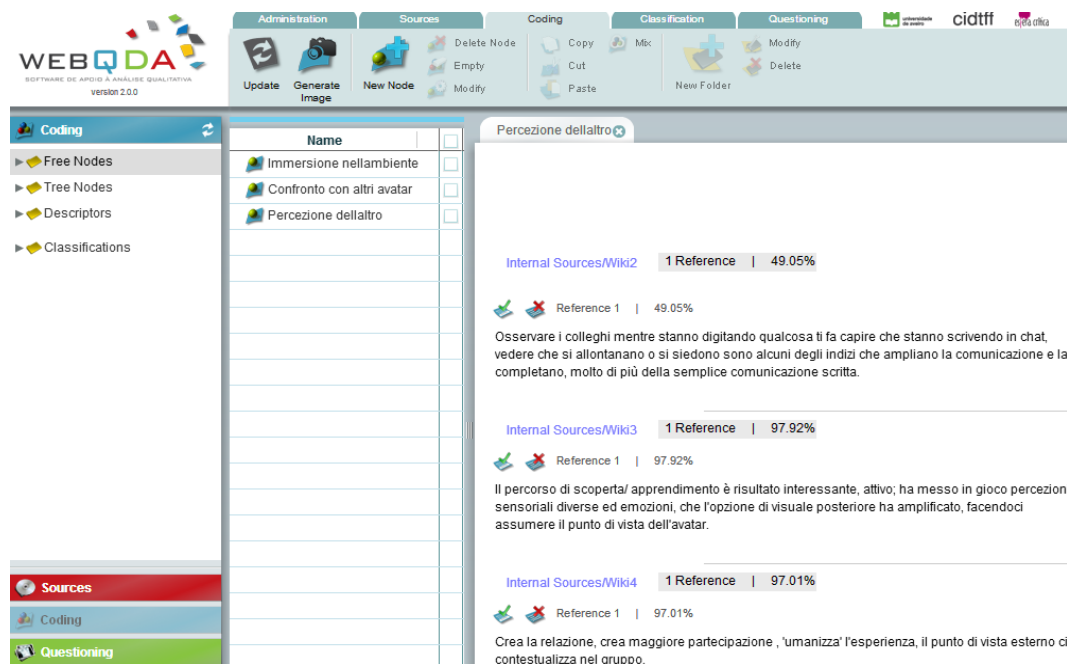 Administration
Sources
Coding
Classification
Questioning
universidade de aveiro
cidtff
esfera crítica
WEBQDA
SOFTWARE DE APOIO À ANÁLISE QUALITATIVA
version 2.0.0
Update
Generate
Image
New Node
Delete Node
Empty
Modify
Copy
Cut
Paste
Mix
New Folder
Modify
Delete
Coding
Free Nodes
Tree Nodes
Descriptors
Classifications
Sources
Coding
Questioning
Name
Immersione nellambiente
Confronto con altri avatar
Percezione dellaltro
Percezione dellaltro
Internal Sources/Wiki2 1 Reference | 49.05%
Reference 1 | 49.05%
Osservare i colleghi mentre stanno digitando qualcosa ti fa capire che stanno scrivendo in chat,
vedere che si allontanano o si siedono sono alcuni degli indizi che ampliano la comunicazione e la
completano, molto di più della semplice comunicazione scritta.
Internal Sources/Wiki3 1 Reference | 97.92%
Reference 1 | 97.92%
Il percorso di scoperta/ apprendimento è risultato interessante, attivo; ha messo in gioco percezion
sensoriali diverse ed emozioni, che l'opzione di visuale posteriore ha amplificato, facendoci
assumere il punto di vista dell'avatar.
Internal Sources/Wiki4 1 Reference | 97.01%
Reference 1 | 97.01%
Crea la relazione, crea maggiore partecipazione , 'umanizza' l'esperienza, il punto di vista esterno ci
contestualizza nel gruppo.